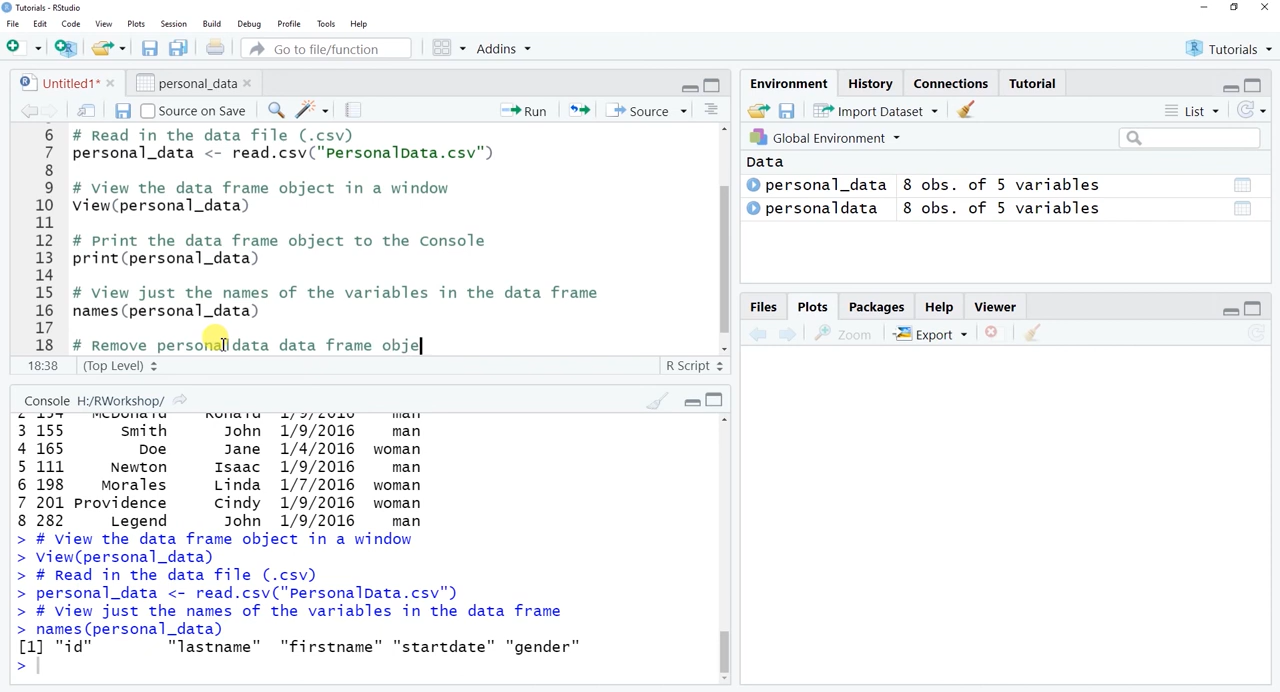 Tutorials - RStudio
File Edit Code View Plots Session Build Debug Profile Tools Help
Go to file/function Addins Tutorials
Untitled1* personal_data
Source on Save Run Source
6 # Read in the data file (.csv)
7 personal_data <- read.csv("PersonalData.csv")
8
9 # View the data frame object in a window
10 View(personal_data)
11
12 # Print the data frame object to the Console
13 print(personal_data)
14
15 # View just the names of the variables in the data frame
16 names(personal_data)
17
18 # Remove personaldata data frame obje
18:38 (Top Level) R Script
Console H:/RWorkshop/
2 154 McDonald Ronald 1/9/2016 man
3 155 Smith John 1/9/2016 man
4 165 Doe Jane 1/4/2016 woman
5 111 Newton Isaac 1/9/2016 man
6 198 Morales Linda 1/7/2016 woman
7 201 Providence Cindy 1/9/2016 woman
8 282 Legend John 1/9/2016 man
> # View the data frame object in a window
> View(personal_data)
> # Read in the data file (.csv)
> personal_data <- read.csv("PersonalData.csv")
> # View just the names of the variables in the data frame
> names(personal_data)
[1] "id" "lastname" "firstname" "startdate" "gender"
>
Environment History Connections Tutorial
Import Dataset List
Global Environment
Data
personal_data 8 obs. of 5 variables
personaldata 8 obs. of 5 variables
Files Plots Packages Help Viewer
Zoom Export